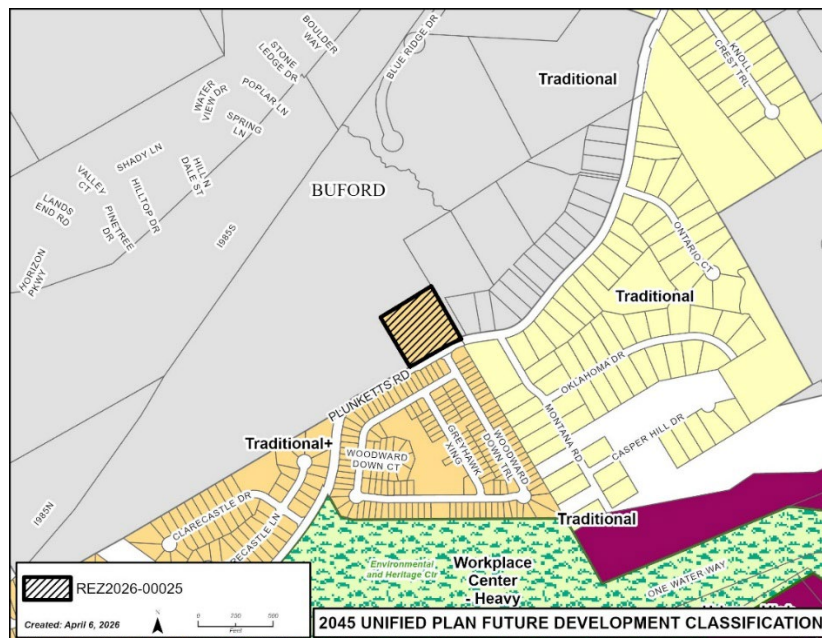 BOULDER
WAY
STONE
LEDGE DR
BLUE RIDGE DR
KNOLL
CREST TRL
Traditional
WATER
VIEW DR
POPLAR LN
SPRING
LN
SHADY LN
HILL N
DALE ST
BUFORD
VALLEY
CT
LANDS
END RD
HILLTOP DR
PINETREE
DR
I985S
HORIZON
PKWY
ONTARIO CT
Traditional
OKLAHOMA DR
PLUNKETTS RD
MONTANA RD
CASPER HILL DR
Traditional+
WOODWARD
DOWN CT
GREYHAWK
XING
WOODWARD
DOWN TRL
I985N
CLARECASTLE DR
RECASTLE LN
Traditional
Environmental
and Heritage Ctr
Workplace
Center
- Heavy
ONE WATER WAY
REZ2026-00025
Created: April 6, 2026
N
0
Feet
2045 UNIFIED PLAN FUTURE DEVELOPMENT CLASSIFICATION